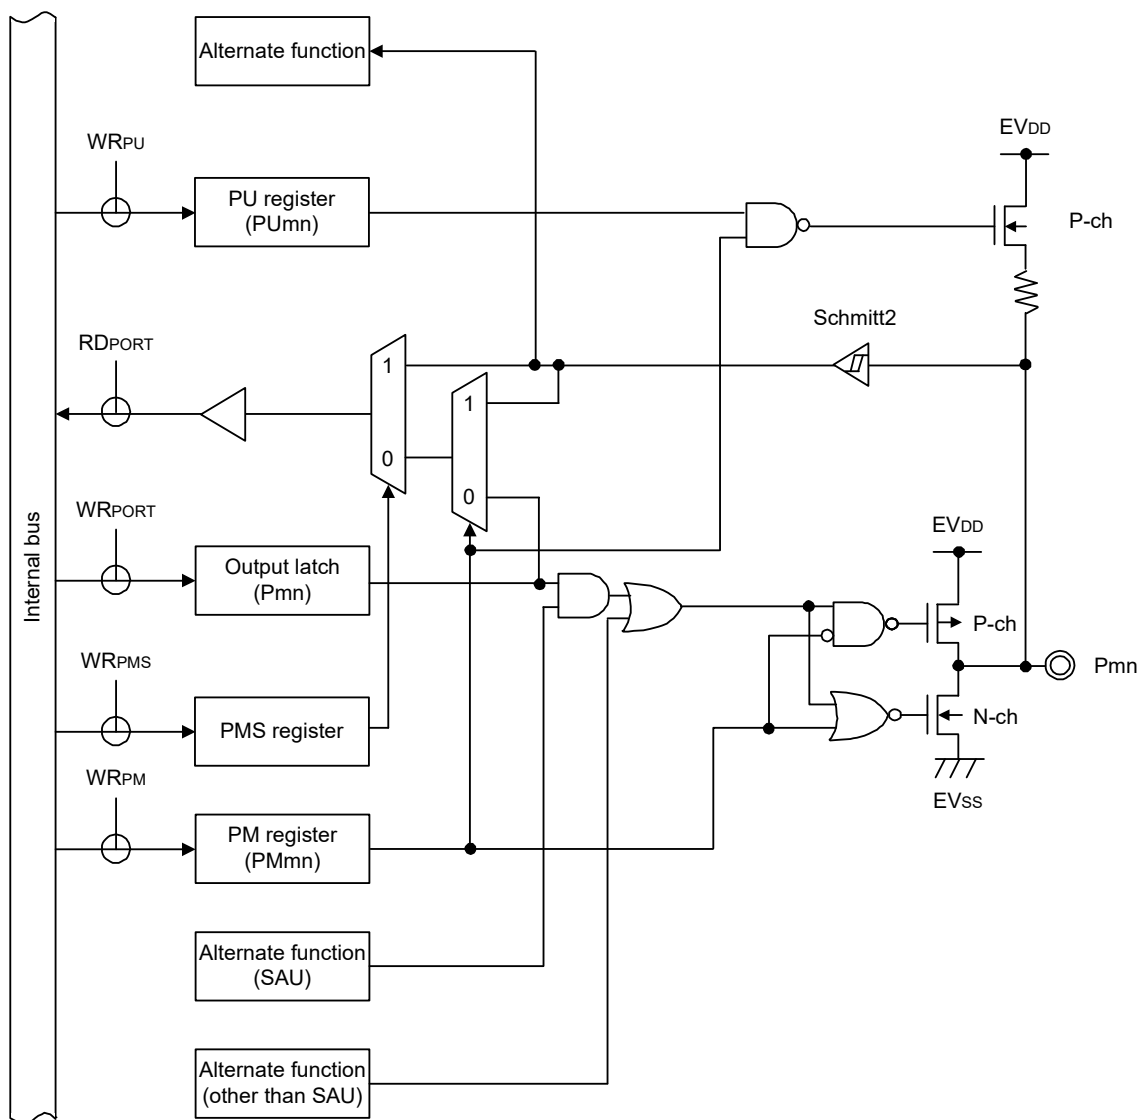 Alternate function
WRPU
EVDD
PU register
(PUmn)
P-ch
Schmitt2
RDPORT
1
1
0
0
WRPORT
EVDD
Internal bus
Output latch
(Pmn)
P-ch
Pmn
WRPMS
PMS register
N-ch
WRPM
EVSS
PM register
(PMmn)
Alternate function
(SAU)
Alternate function
(other than SAU)